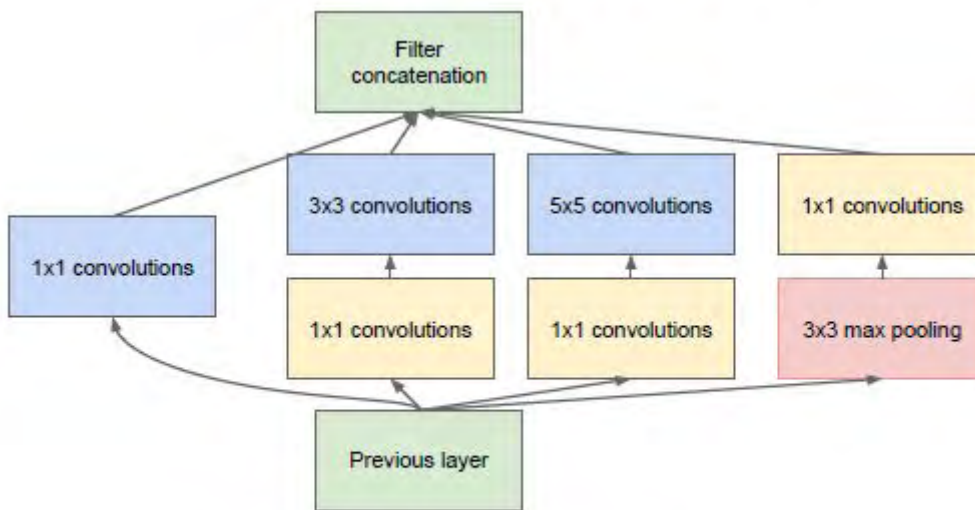 Filter
concatenation
3x3 convolutions
5x5 convolutions
1x1 convolutions
1x1 convolutions
1x1 convolutions
1x1 convolutions
3x3 max pooling
Previous layer